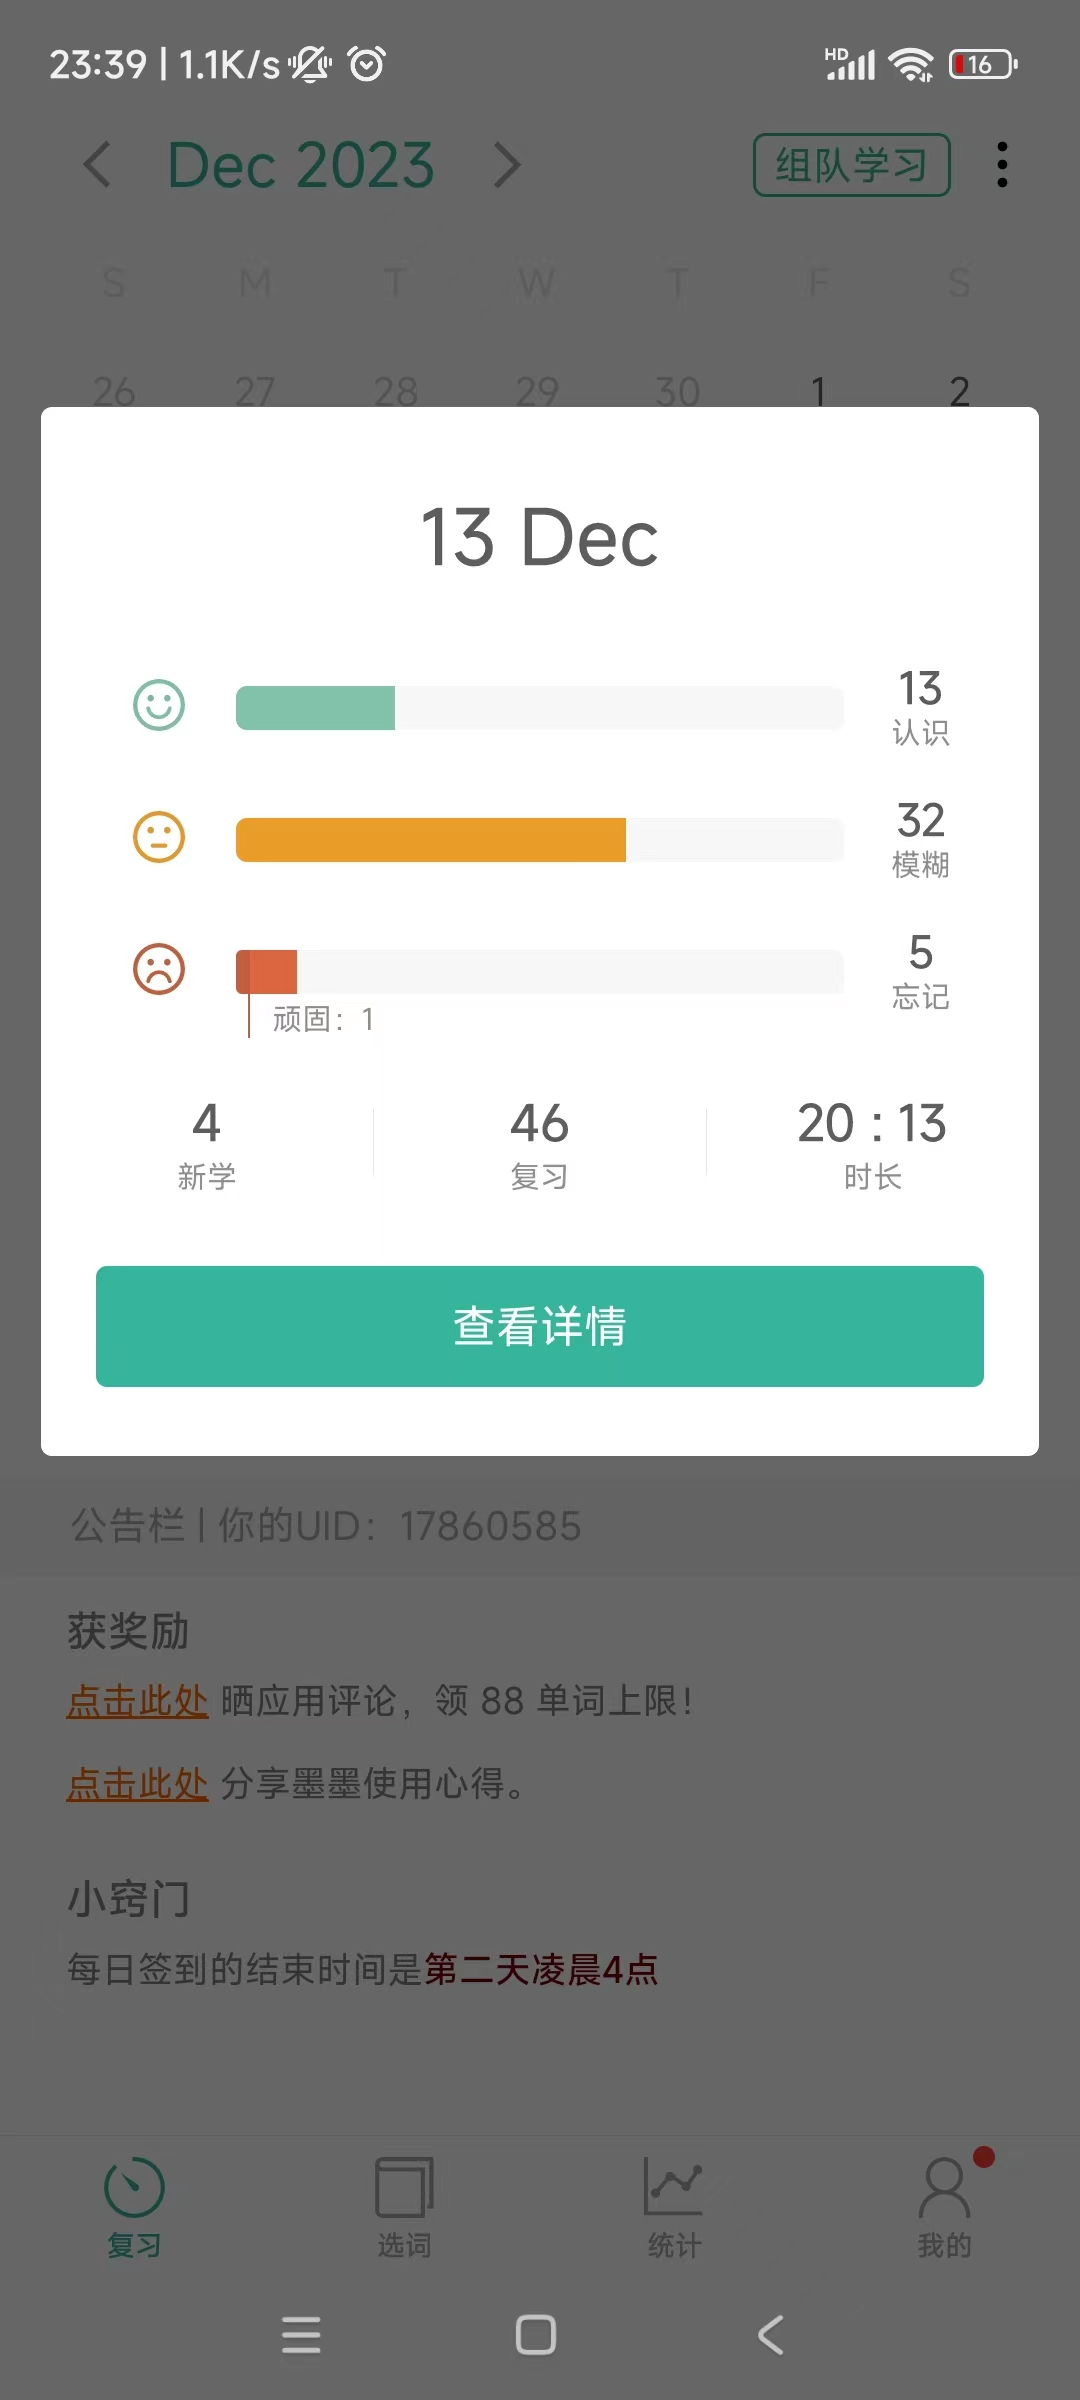 23:39 | 1.1K/s HD 16
Dec 2023 组队学习
S M T W T F S
26 27 28 29 30 1 2
13 Dec
13
认识
32
模糊
5
忘记
顽固：1
4 46 20 : 13
新学 复习 时长
查看详情
公告栏 | 你的UID：17860585
获奖励
点击此处 晒应用评论，领 88 单词上限！
点击此处 分享墨墨使用心得。
小窍门
每日签到的结束时间是第二天凌晨4点
复习 选词 统计 我的